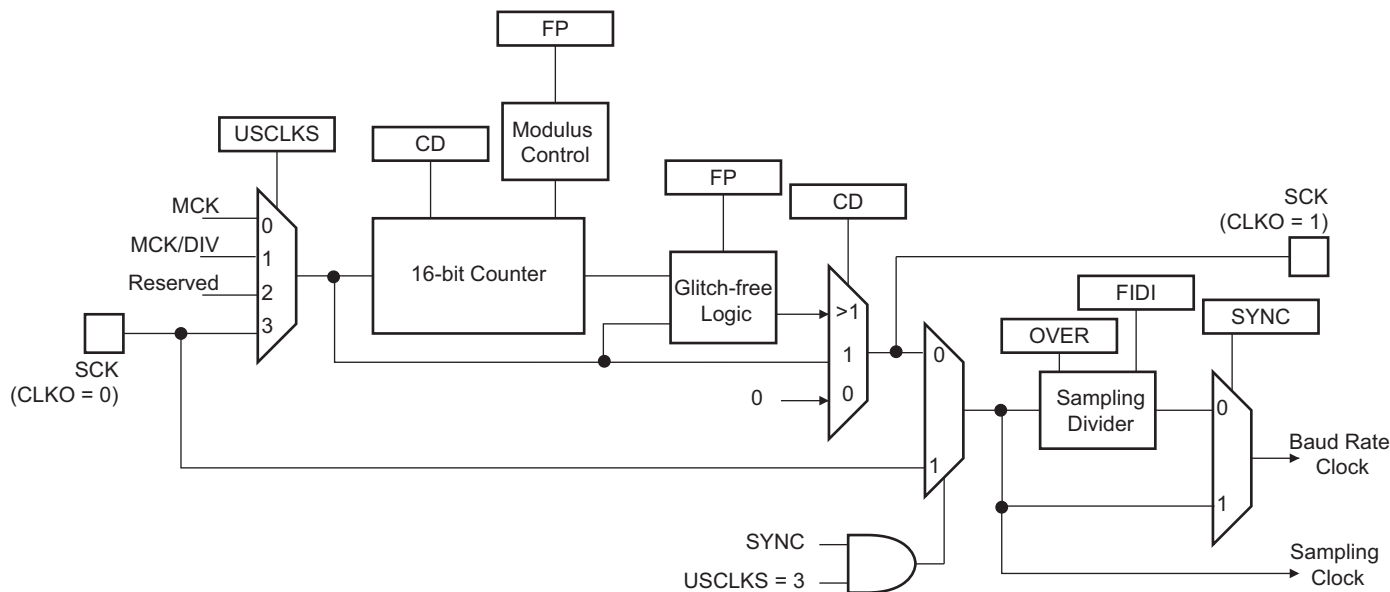 FP
USCLKS
CD
Modulus
Control
FP
CD
SCK
(CLKO = 1)
MCK
0
MCK/DIV
1
Reserved
2
3
16-bit Counter
Glitch-free
Logic
>1
1
0
0
SCK
(CLKO = 0)
FIDI
OVER
SYNC
0
1
Sampling
Divider
0
1
Baud Rate
Clock
SYNC
USCLKS = 3
Sampling
Clock